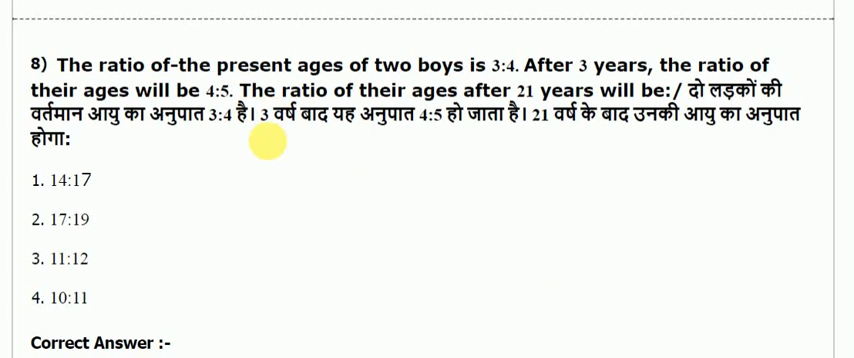 8) The ratio of-the present ages of two boys is 3:4. After 3 years, the ratio of
their ages will be 4:5. The ratio of their ages after 21 years will be:/ दो लड़कों की
वर्तमान आयु का अनुपात 3:4 है। 3 वर्ष बाद यह अनुपात 4:5 हो जाता है। 21 वर्ष के बाद उनकी आयु का अनुपात
होगा:
1. 14:17
2. 17:19
3. 11:12
4. 10:11
Correct Answer :-